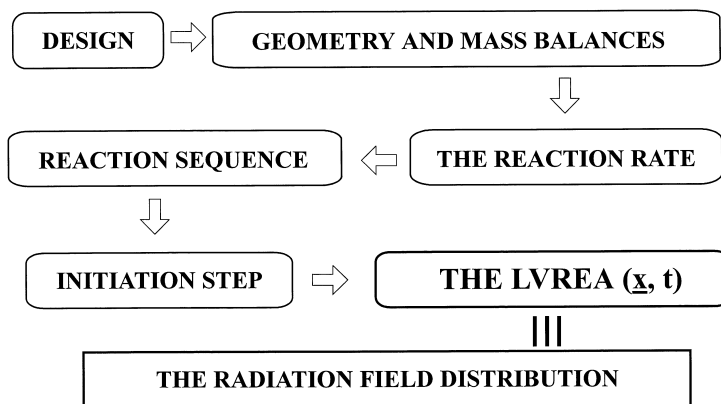 DESIGN
GEOMETRY AND MASS BALANCES
THE REACTION RATE
REACTION SEQUENCE
INITIATION STEP
THE LVREA (x, t)
THE RADIATION FIELD DISTRIBUTION